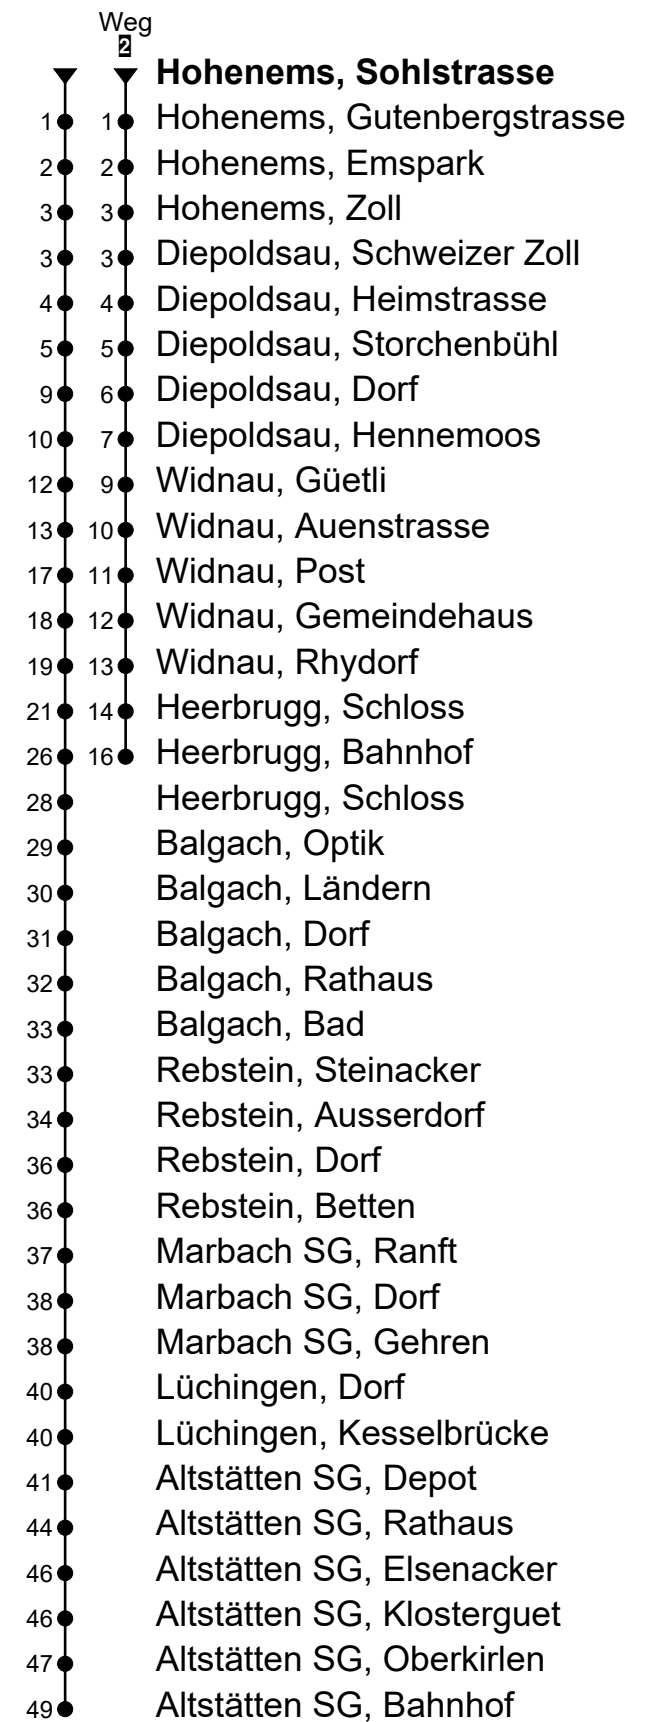 Weg
2
Hohenems, Sohlstrasse
1 1 Hohenems, Gutenbergstrasse
2 2 Hohenems, Emspark
3 3 Hohenems, Zoll
3 3 Diepoldsau, Schweizer Zoll
4 4 Diepoldsau, Heimstrasse
5 5 Diepoldsau, Storchenbühl
9 6 Diepoldsau, Dorf
10 7 Diepoldsau, Hennemoos
12 9 Widnau, Güetli
13 10 Widnau, Auenstrasse
17 11 Widnau, Post
18 12 Widnau, Gemeindehaus
19 13 Widnau, Rhydorf
21 14 Heerbrugg, Schloss
26 16 Heerbrugg, Bahnhof
28 Heerbrugg, Schloss
29 Balgach, Optik
30 Balgach, Ländern
31 Balgach, Dorf
32 Balgach, Rathaus
33 Balgach, Bad
33 Rebstein, Steinacker
34 Rebstein, Ausserdorf
36 Rebstein, Dorf
36 Rebstein, Betten
37 Marbach SG, Ranft
38 Marbach SG, Dorf
38 Marbach SG, Gehren
40 Lüchingen, Dorf
40 Lüchingen, Kesselbrücke
41 Altstätten SG, Depot
44 Altstätten SG, Rathaus
46 Altstätten SG, Elsenacker
46 Altstätten SG, Klosterguet
47 Altstätten SG, Oberkirlen
49 Altstätten SG, Bahnhof